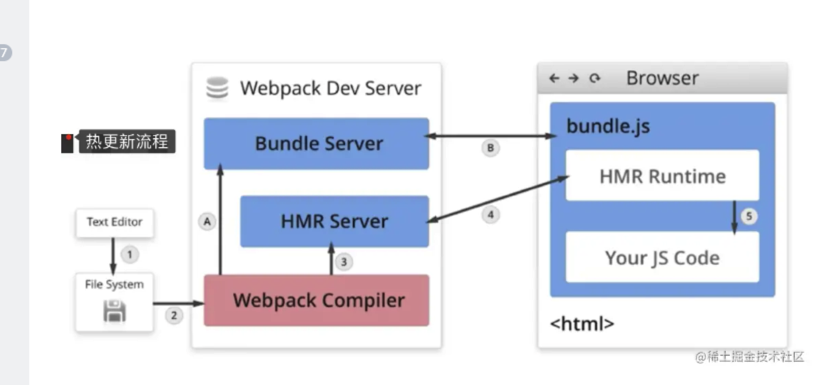 7
热更新流程
Webpack Dev Server
Bundle Server
HMR Server
Webpack Compiler
Text Editor
File System
1
2
3
A
B
4
5
Browser
bundle.js
HMR Runtime
Your JS Code
<html>
@稀土掘金技术社区